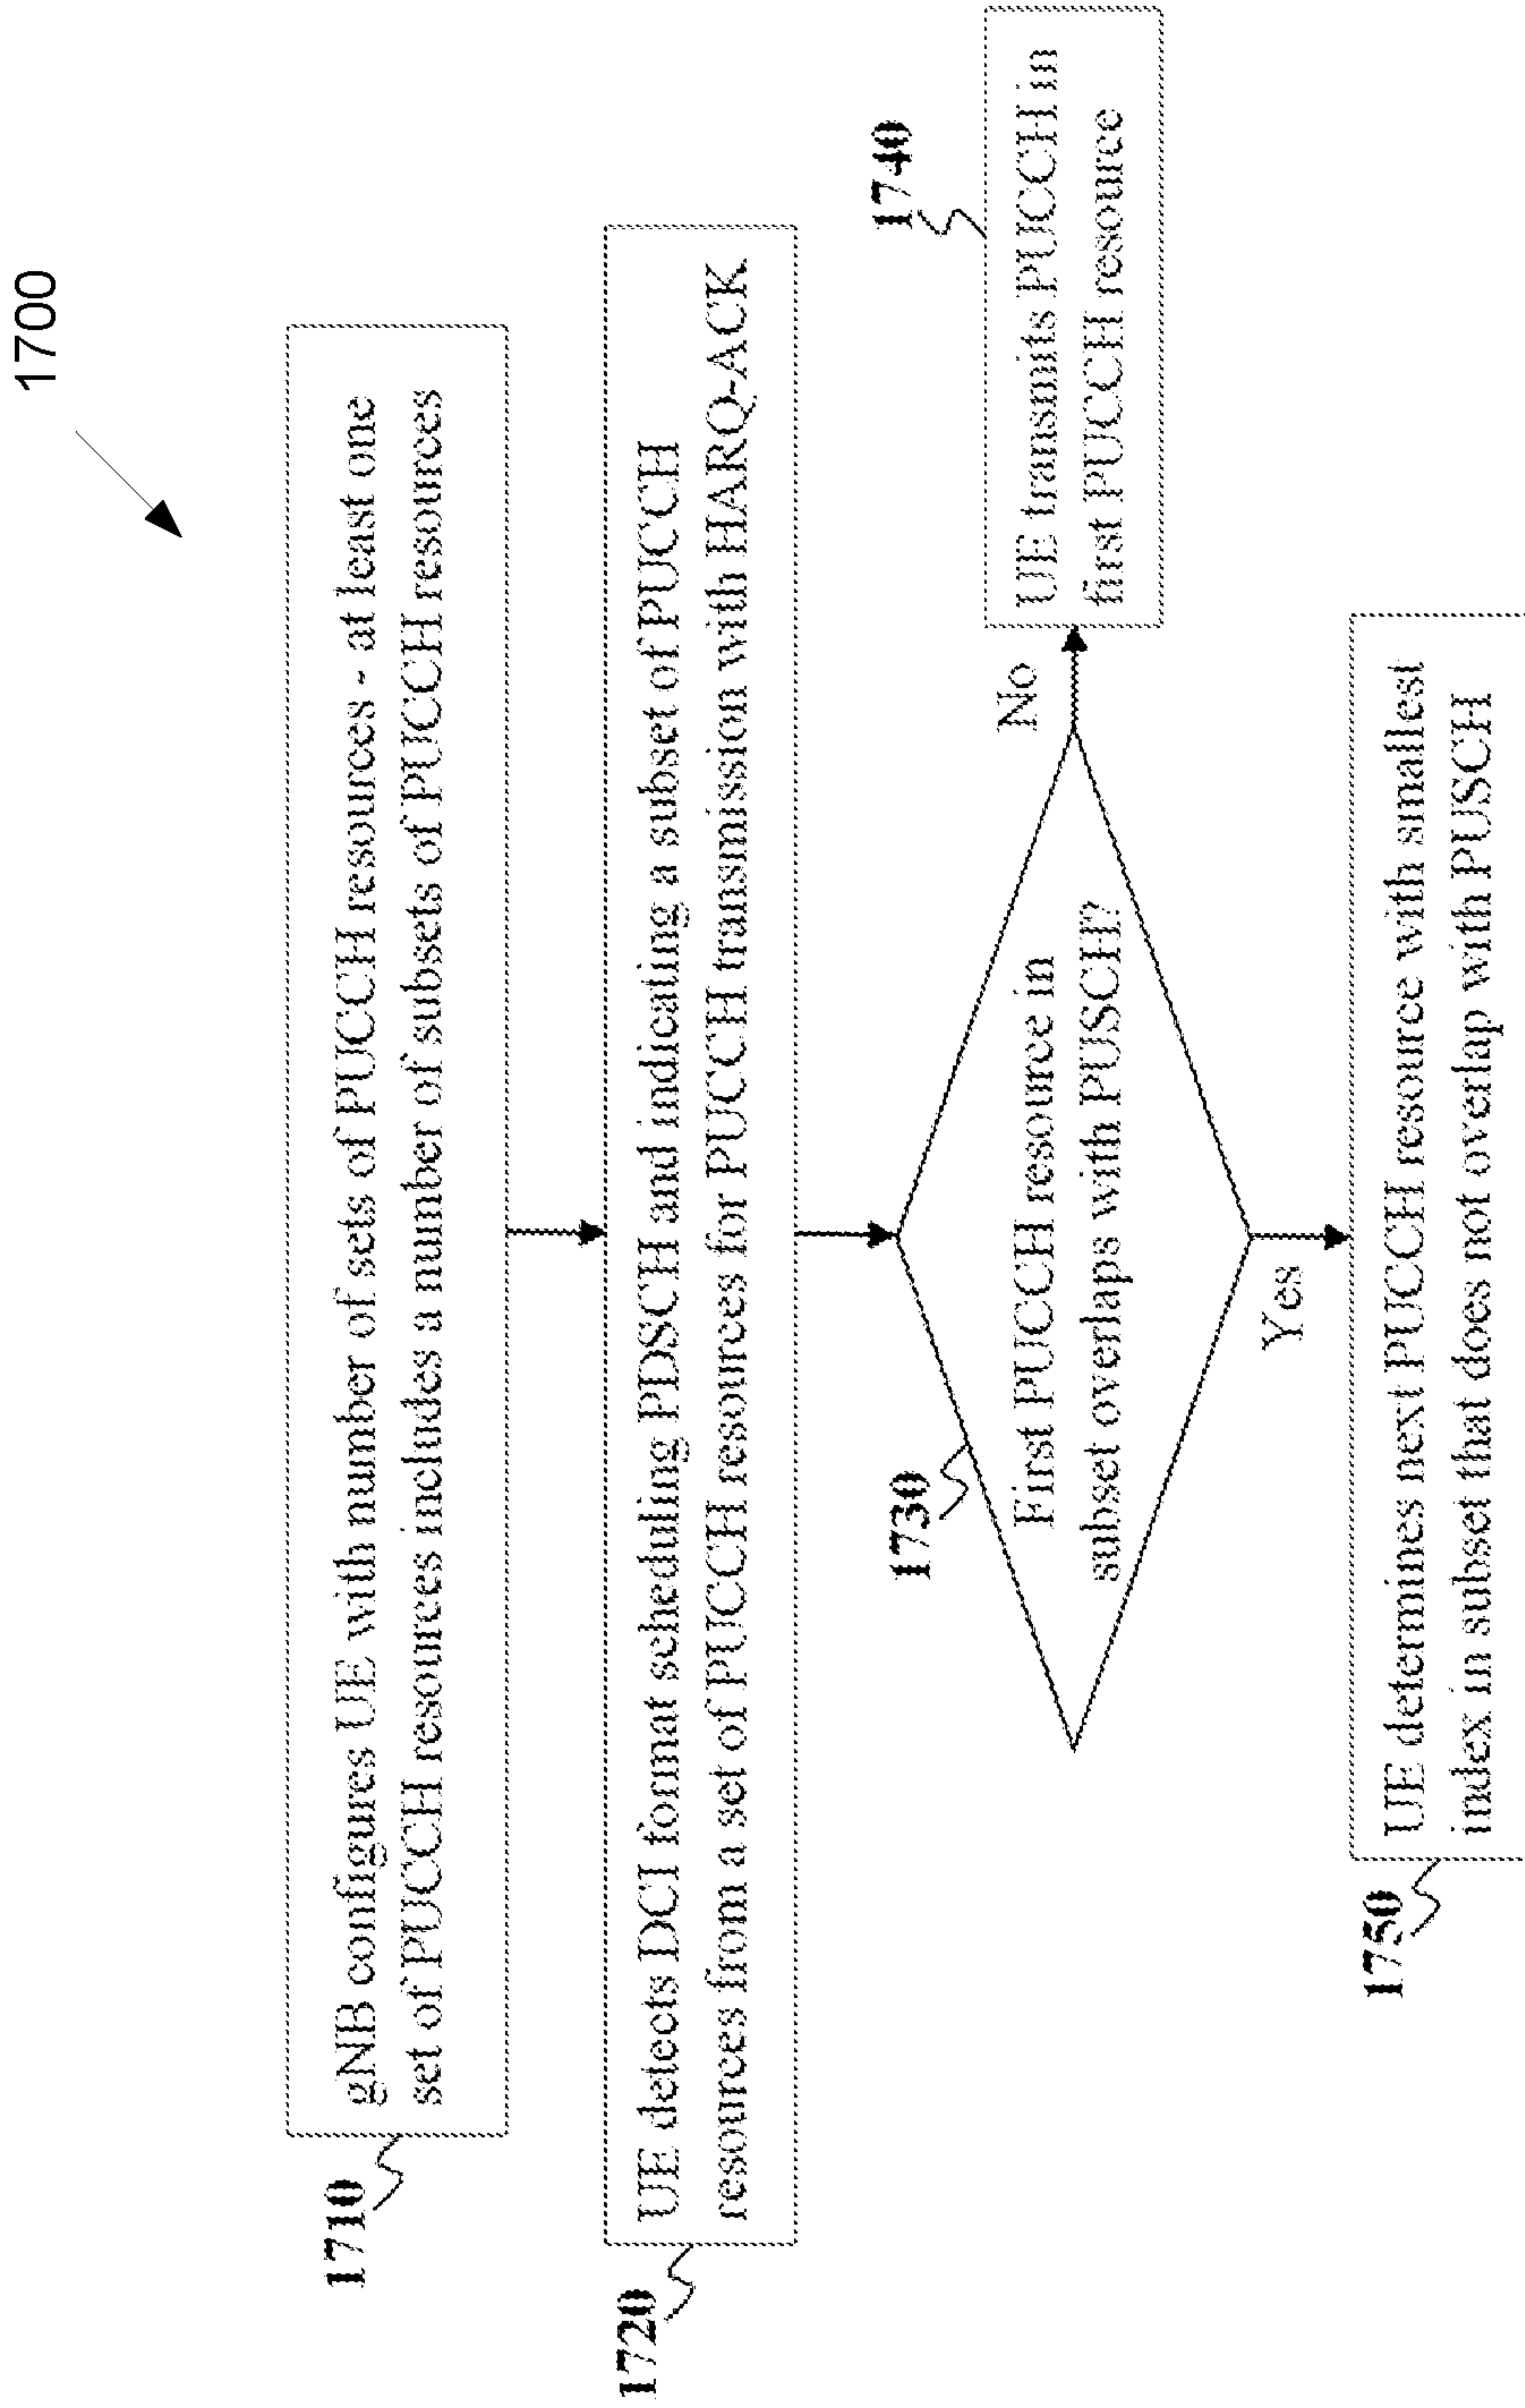 1700
1710
gNB configures UE with number of sets of PUCCH resources - at least one
set of PUCCH resources includes a number of subsets of PUCCH resources
1720
UE detects DCI format scheduling PDSCH and indicating a subset of PUCCH
resources from a set of PUCCH resources for PUCCH transmission with HARQ-ACK
1730
First PUCCH resource in
subset overlaps with PUSCH?
No
1740
UE transmits PUCCH in
first PUCCH resource
Yes
1750
UE determines next PUCCH resource with smallest
index in subset that does not overlap with PUSCH